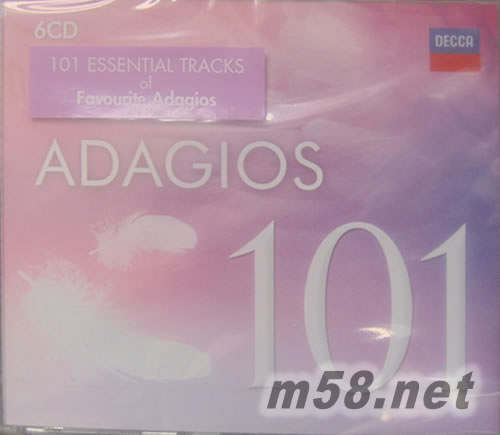 6CD
DECCA
101 ESSENTIAL TRACKS
of
Favourite Adagios
ADAGIOS
101
m58.net